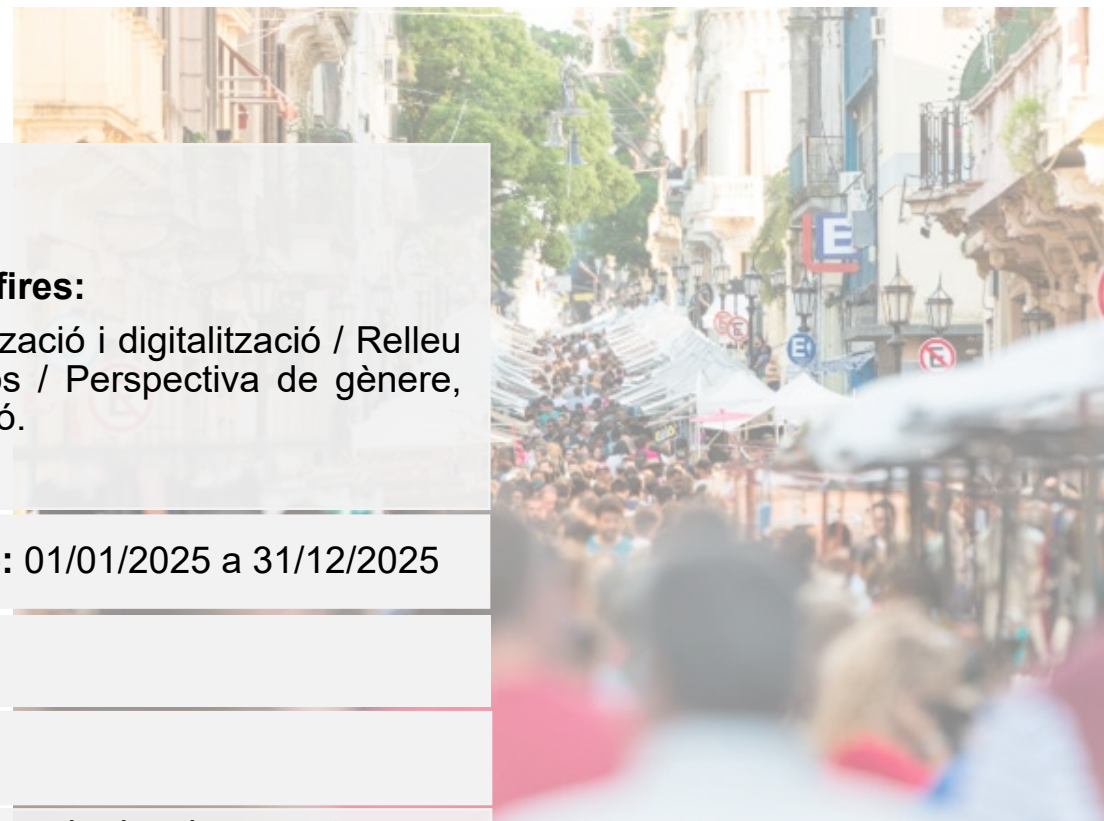 fires:
zació i digitalització / Relleu
os / Perspectiva de gènere,
ó.
: 01/01/2025 a 31/12/2025
E
E
E